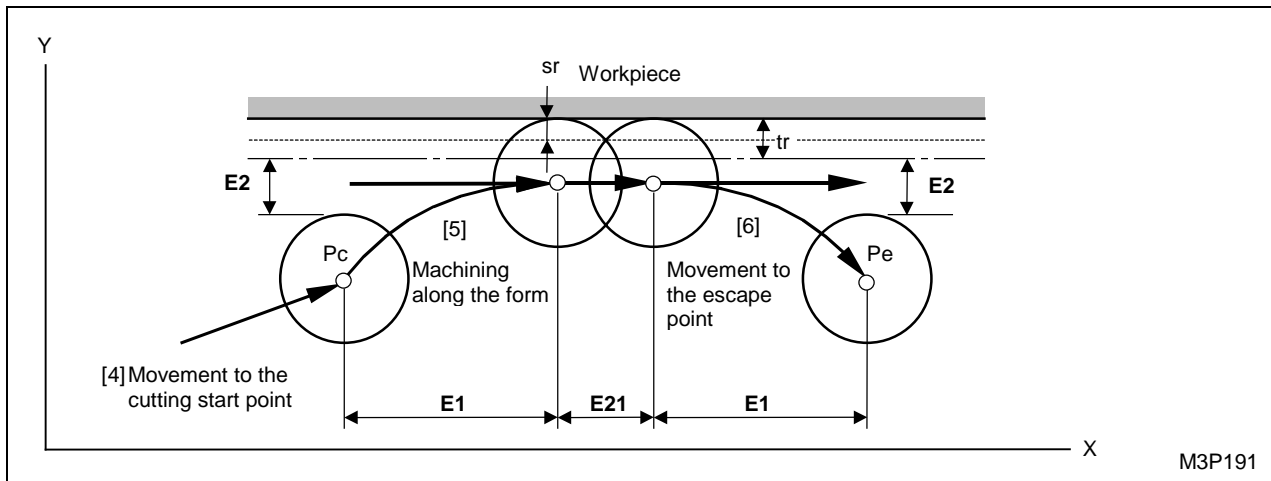 Y
sr
Workpiece
tr
E2
E2
[5]
[6]
Pc
Machining
along the form
Movement to
the escape
point
Pe
[4] Movement to the
cutting start point
E1
E21
E1
X
M3P191